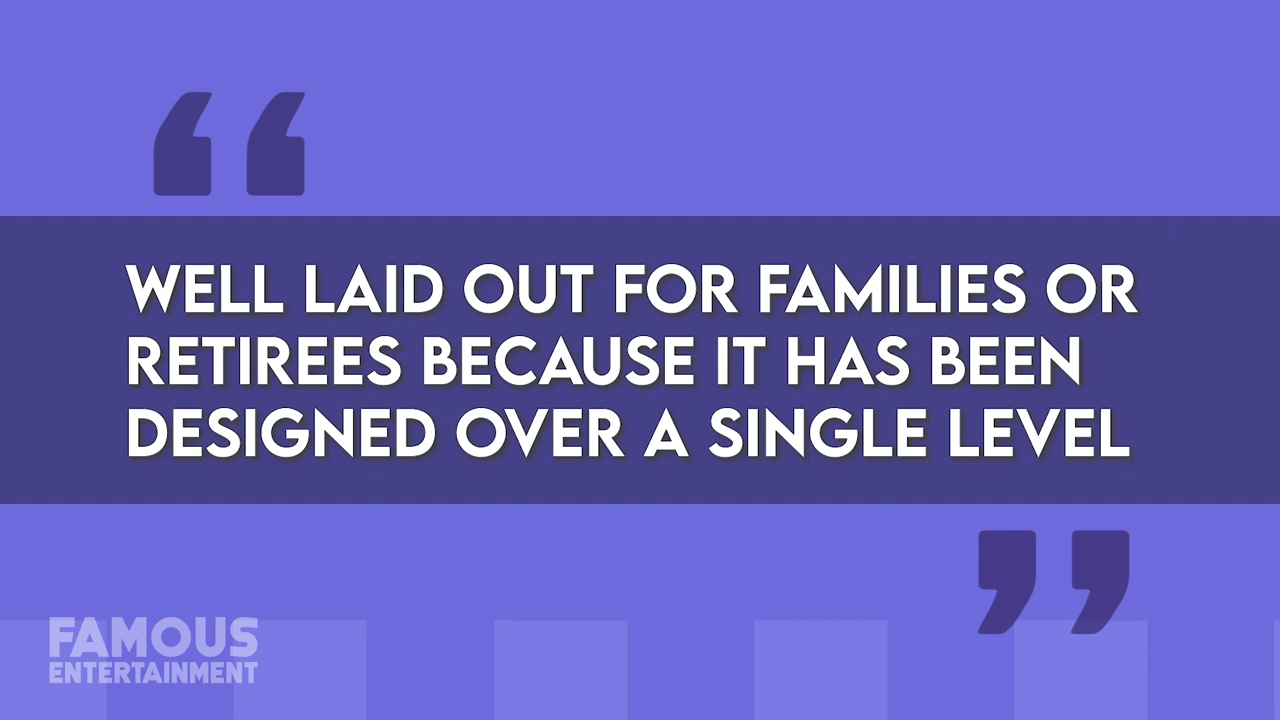 WELL LAID OUT FOR FAMILIES OR
RETIREES BECAUSE IT HAS BEEN
DESIGNED OVER A SINGLE LEVEL
FAMOUS
ENTERTAINMENT